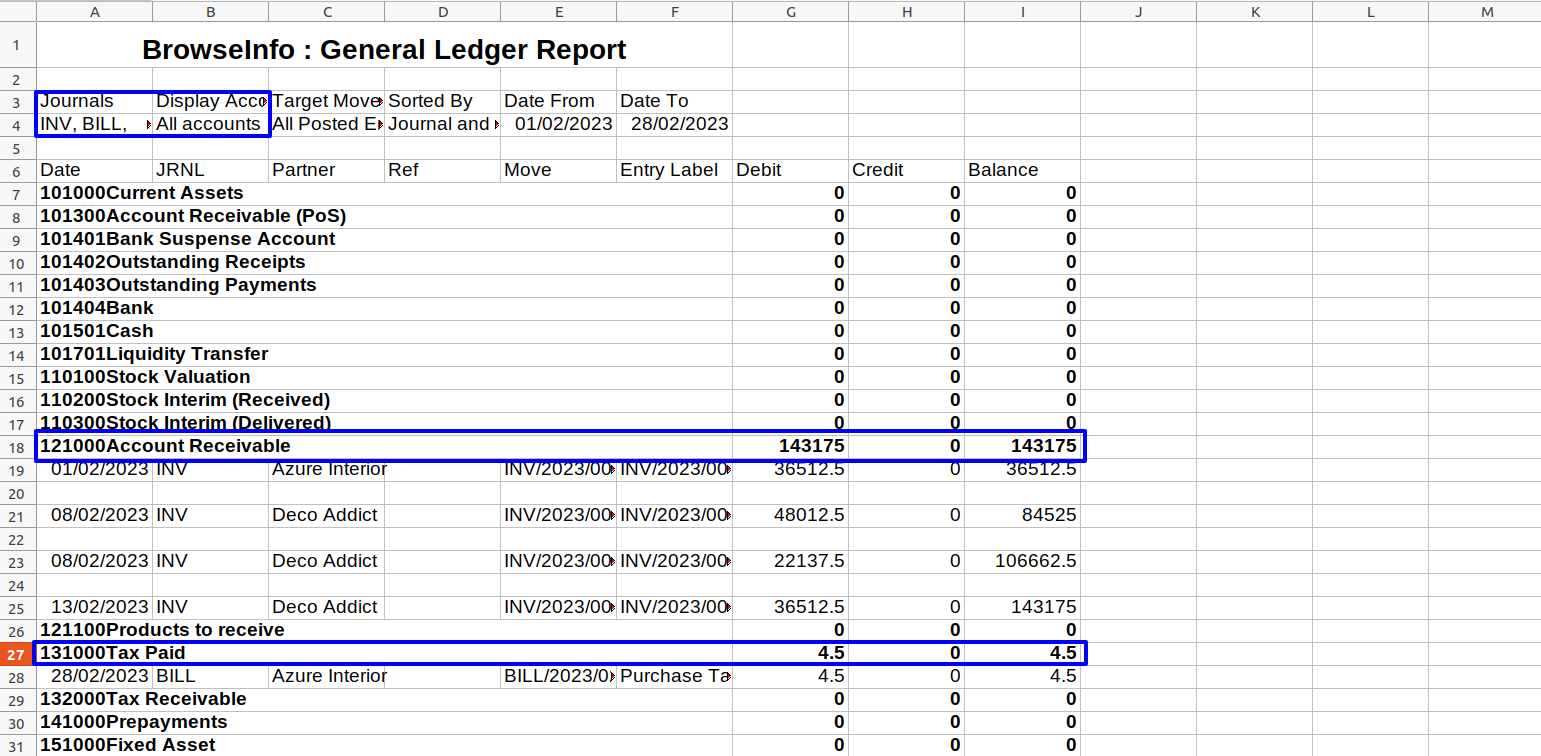 A B C D E F G H I J K L M
1 BrowseInfo : General Ledger Report
2
3 Journals Display Acco Target Move Sorted By Date From Date To
4 INV, BILL, All accounts All Posted E Journal and 01/02/2023 28/02/2023
5
6 Date JRNL Partner Ref Move Entry Label Debit Credit Balance
7 101000Current Assets 0 0 0
8 101300Account Receivable (PoS) 0 0 0
9 101401Bank Suspense Account 0 0 0
10 101402Outstanding Receipts 0 0 0
11 101403Outstanding Payments 0 0 0
12 101404Bank 0 0 0
13 101501Cash 0 0 0
14 101701Liquidity Transfer 0 0 0
15 110100Stock Valuation 0 0 0
16 110200Stock Interim (Received) 0 0 0
17 110300Stock Interim (Delivered) 0 0 0
18 121000Account Receivable 143175 0 143175
19 01/02/2023 INV Azure Interior INV/2023/00 INV/2023/00 36512.5 0 36512.5
20
21 08/02/2023 INV Deco Addict INV/2023/00 INV/2023/00 48012.5 0 84525
22
23 08/02/2023 INV Deco Addict INV/2023/00 INV/2023/00 22137.5 0 106662.5
24
25 13/02/2023 INV Deco Addict INV/2023/00 INV/2023/00 36512.5 0 143175
26 121100Products to receive 0 0 0
27 131000Tax Paid 4.5 0 4.5
28 28/02/2023 BILL Azure Interior BILL/2023/0 Purchase Ta 4.5 0 4.5
29 132000Tax Receivable 0 0 0
30 141000Prepayments 0 0 0
31 151000Fixed Asset 0 0 0